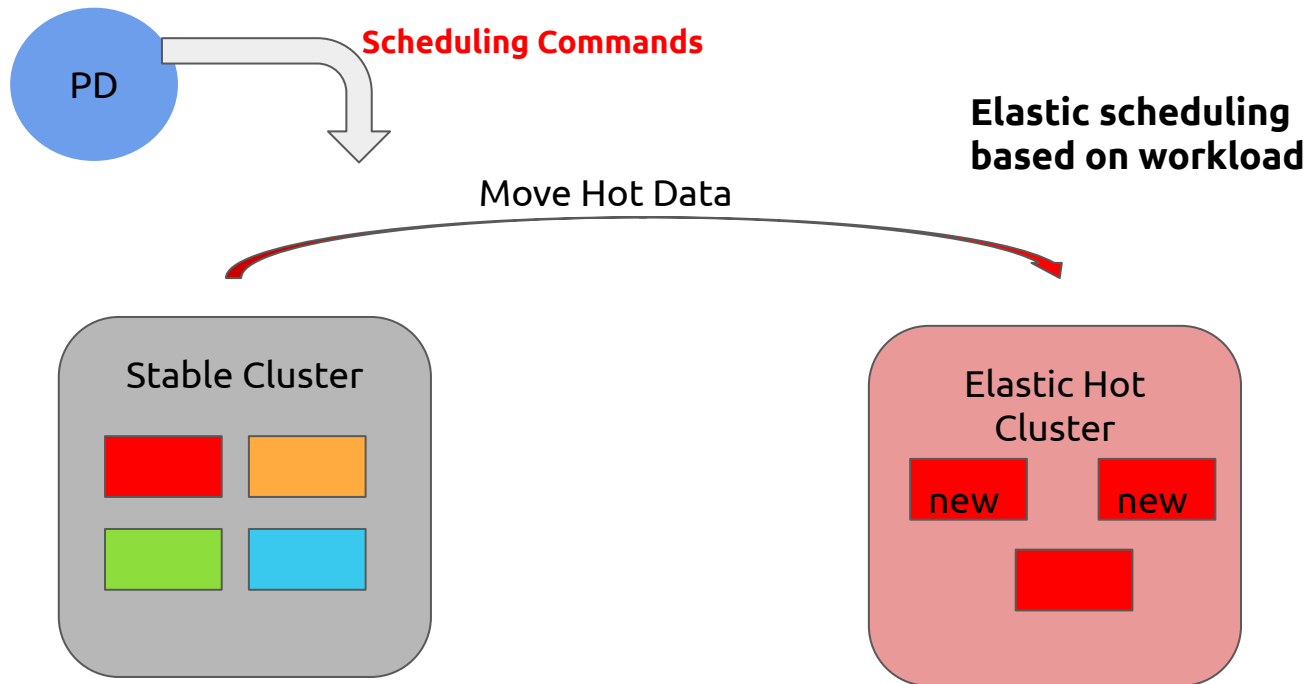 PD
Scheduling Commands
Elastic scheduling
based on workload
Move Hot Data
Stable Cluster
Elastic Hot
Cluster
new
new